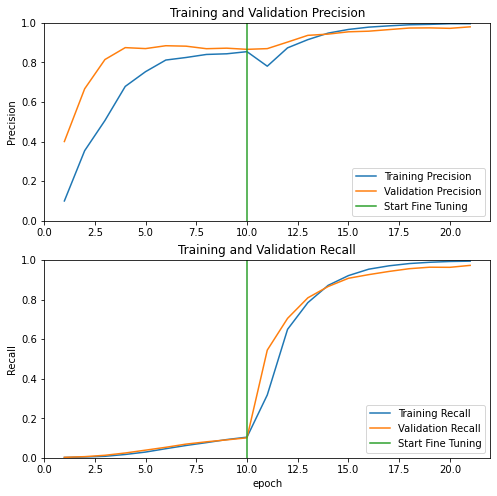 Training and Validation Precision
1.0
0.8
0.6
0.4
0.2
0.0
Precision
Training Precision
Validation Precision
Start Fine Tuning
0.0 2.5 5.0 7.5 10.0 12.5 15.0 17.5 20.0
Training and Validation Recall
1.0
0.8
0.6
0.4
0.2
0.0
Recall
Training Recall
Validation Recall
Start Fine Tuning
0.0 2.5 5.0 7.5 10.0 12.5 15.0 17.5 20.0
epoch